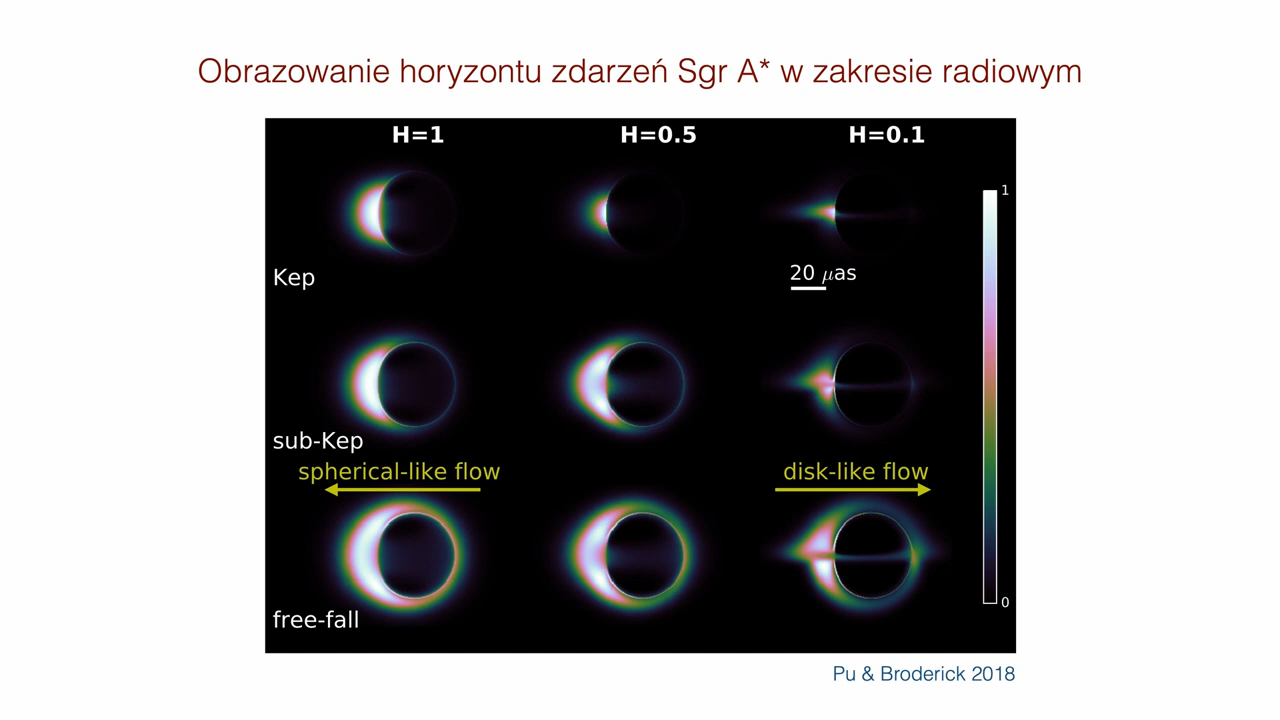 Obrazowanie horyzontu zdarzeń Sgr A* w zakresie radiowym
H=1 H=0.5 H=0.1
1
Kep
20 μas
sub-Kep
spherical-like flow
disk-like flow
0
free-fall
Pu & Broderick 2018